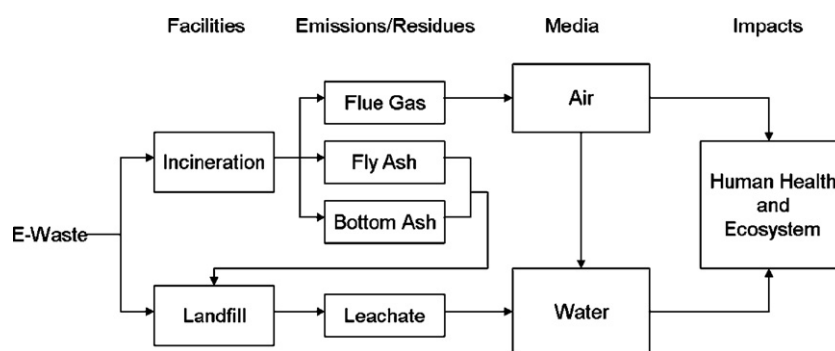 Facilities Emissions/Residues Media Impacts
Flue Gas
Air
Incineration
Fly Ash
Human Health
and
Ecosystem
Bottom Ash
E-Waste
Landfill
Leachate
Water